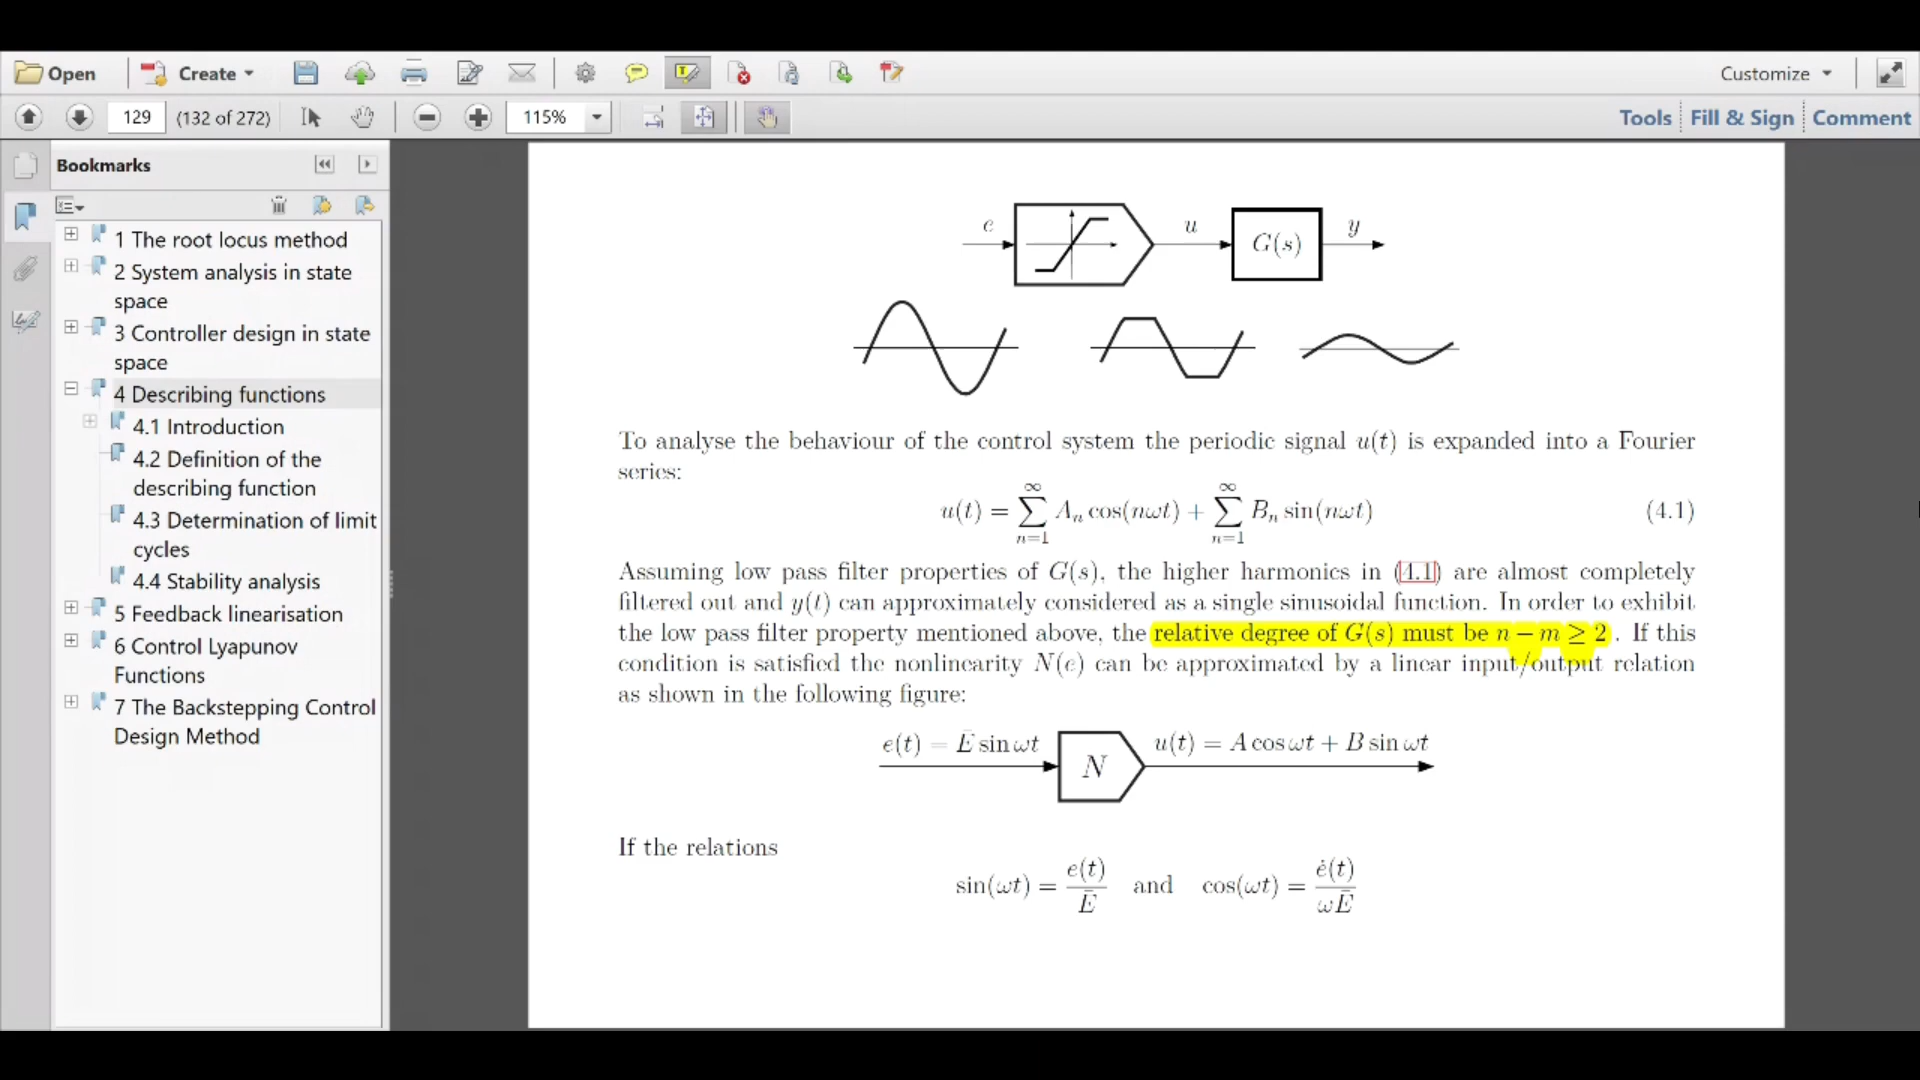 Open
Create
Customize
129
(132 of 272)
115%
Tools
Fill & Sign
Comment
Bookmarks
1 The root locus method
2 System analysis in state
space
3 Controller design in state
space
4 Describing functions
4.1 Introduction
4.2 Definition of the
describing function
4.3 Determination of limit
cycles
4.4 Stability analysis
5 Feedback linearisation
6 Control Lyapunov
Functions
7 The Backstepping Control
Design Method
e u G(s) y
To analyse the behaviour of the control system the periodic signal u(t) is expanded into a Fourier
series:
u(t) = ∑_{n=1}^{∞} A_n cos(nωt) + ∑_{n=1}^{∞} B_n sin(nωt) (4.1)
Assuming low pass filter properties of G(s), the higher harmonics in (4.1) are almost completely
filtered out and y(t) can approximately considered as a single sinusoidal function. In order to exhibit
the low pass filter property mentioned above, the relative degree of G(s) must be n − m ≥ 2 . If this
condition is satisfied the nonlinearity N(e) can be approximated by a linear input/output relation
as shown in the following figure:
e(t) = Ē sin ωt N u(t) = A cos ωt + B sin ωt
If the relations
sin(ωt) = e(t)/Ē and cos(ωt) = ė(t)/ωĒ